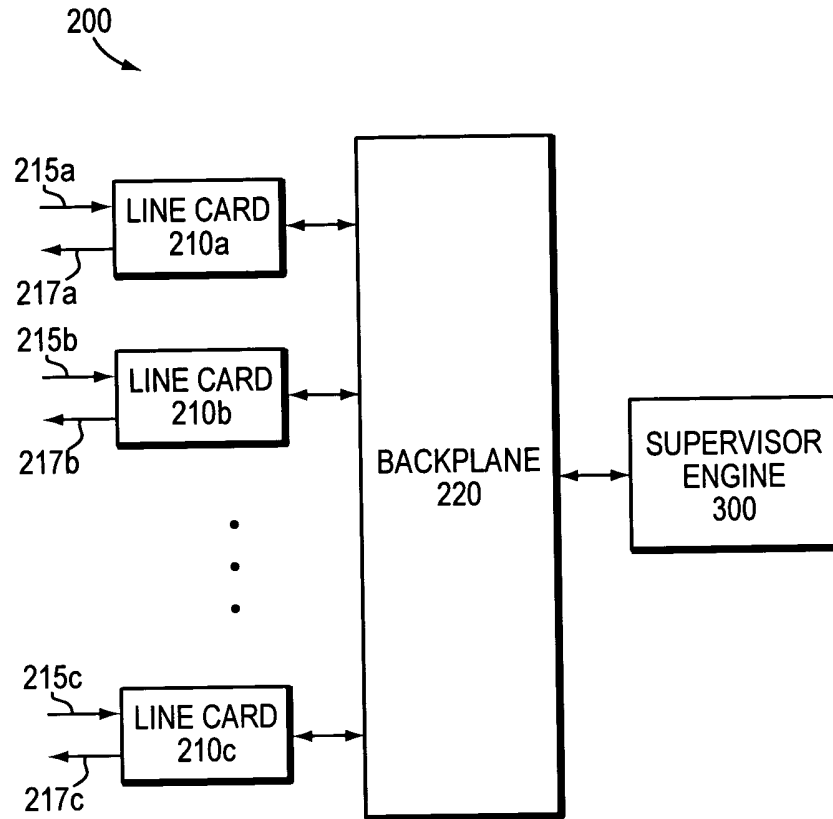 200
215a
LINE CARD
210a
217a
215b
LINE CARD
210b
217b
BACKPLANE
220
SUPERVISOR
ENGINE
300
215c
LINE CARD
210c
217c